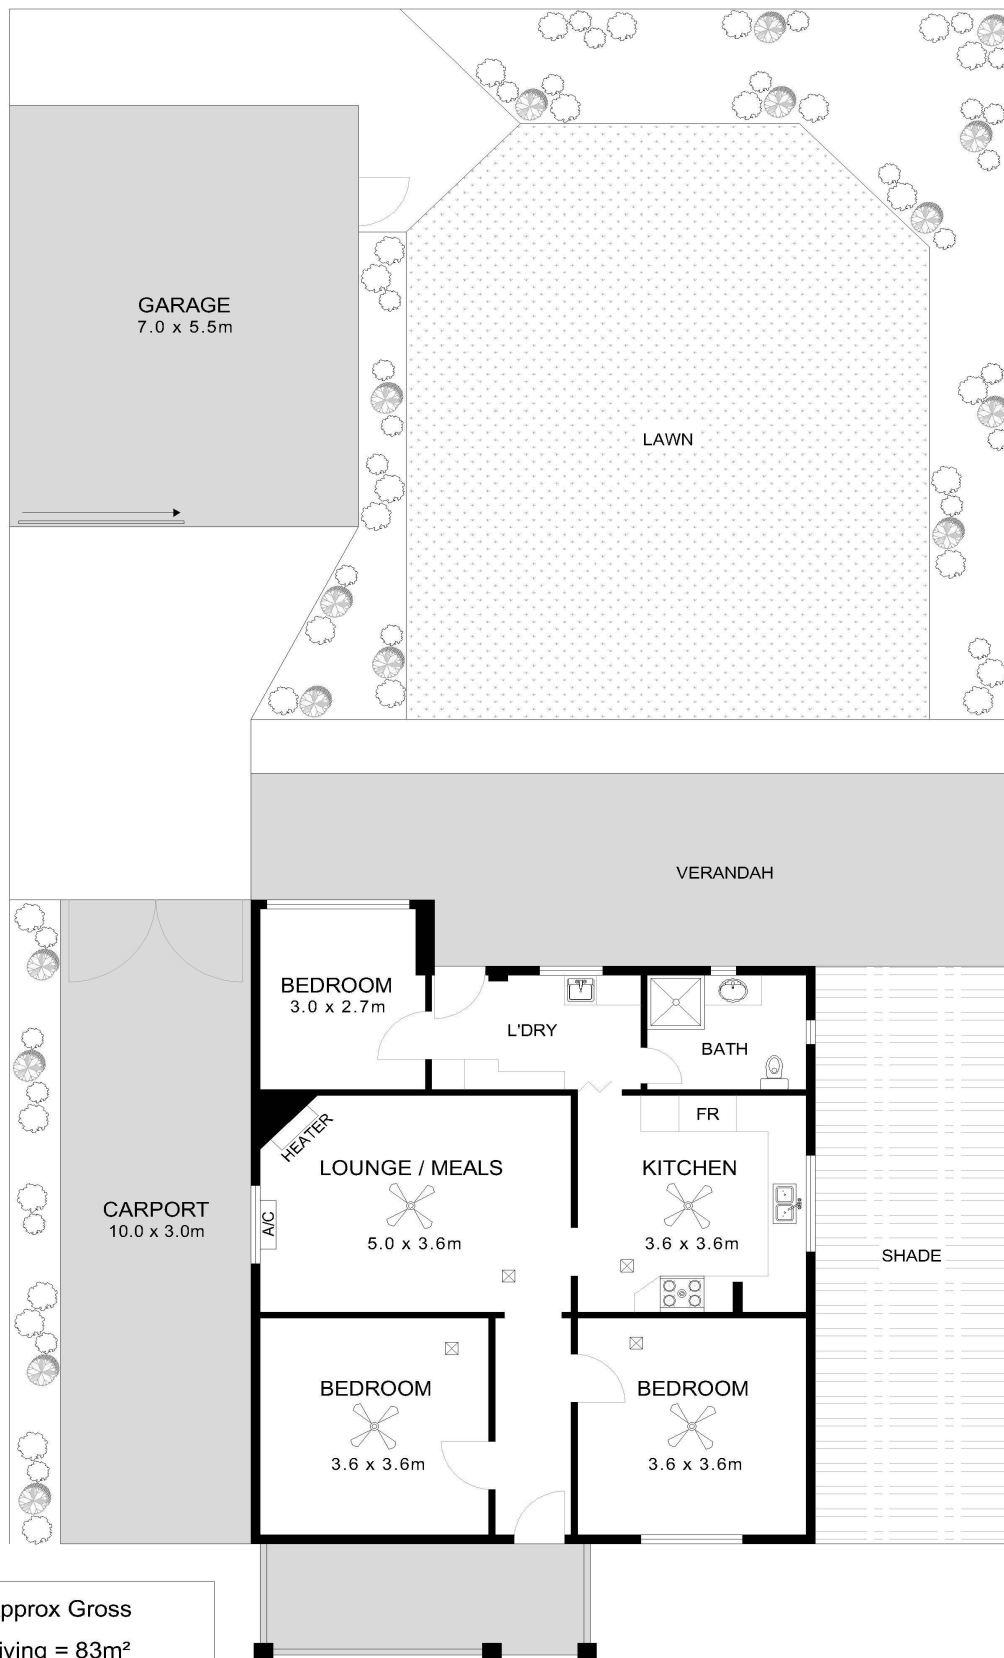 GARAGE
7.0 x 5.5m
LAWN
VERANDAH
BEDROOM
3.0 x 2.7m
L'DRY
BATH
HEATER
FR
LOUNGE / MEALS
5.0 x 3.6m
A/C
KITCHEN
3.6 x 3.6m
CARPORT
10.0 x 3.0m
SHADE
BEDROOM
3.6 x 3.6m
BEDROOM
3.6 x 3.6m
pprox Gross
iving = 83m²